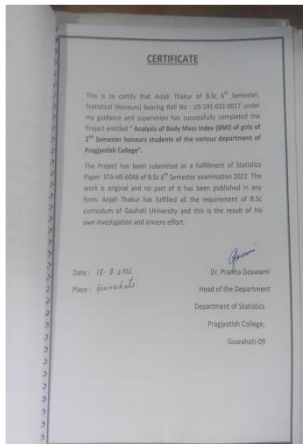 CERTIFICATE
This is to certify that Anjali Thakur of B.Sc 6th Semester,
Statistical (Honours) bearing Roll No : US-191-032-0017 under
my guidance and supervision has successfully completed the
Project entitled " Analysis of Body Mass Index (BMI) of girls of
2nd Semester honours students of the various department of
Pragjyotish College".
The Project has been submitted as a fulfillment of Statistics
Paper STA-HE-6046 of B.Sc 6th Semester examination 2022. The
work is original and no part of it has been published in any
form. Anjali Thakur has fulfilled all the requirement of B.Sc
curriculum of Gauhati University and this is the result of his
own investigation and sincere effort.
Date : 18-8-2022
Dr. Pranita Goswami
Place : Guwahati
Head of the Department
Department of Statistics
Pragjyotish College,
Guwahati-09